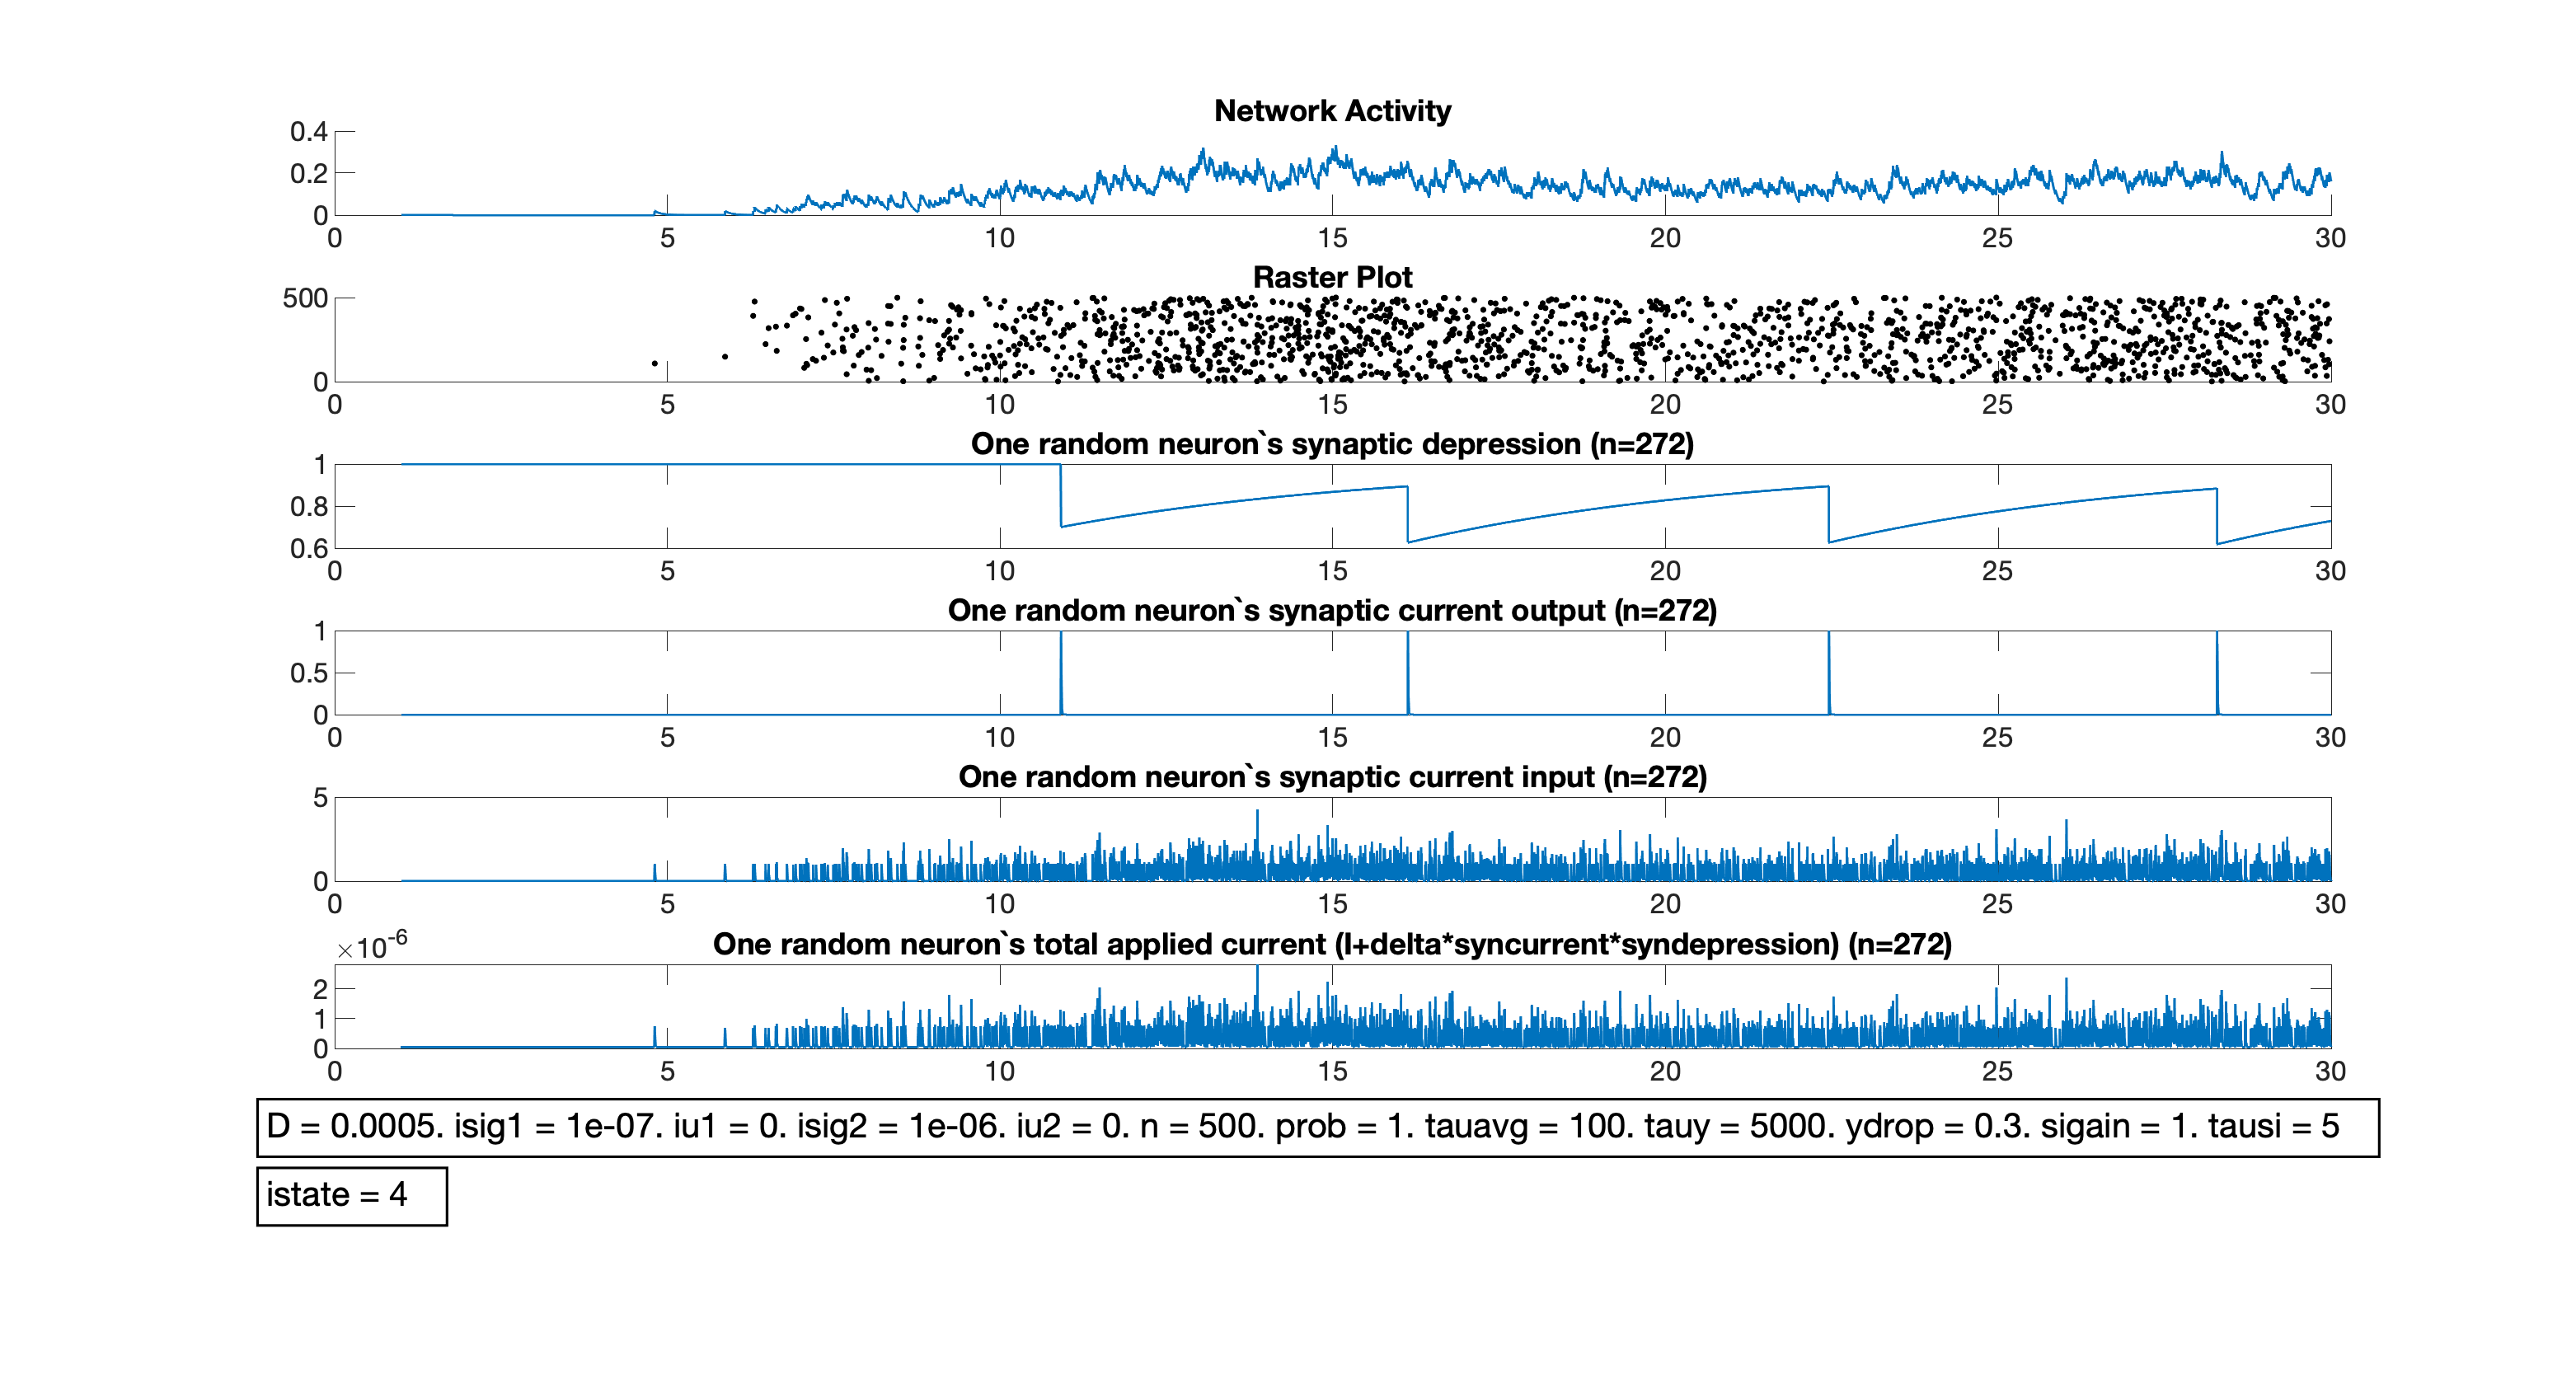 Network Activity
0.4
0.2
0
0 5 10 15 20 25 30
Raster Plot
500
0
0 5 10 15 20 25 30
One random neuron`s synaptic depression (n=272)
1
0.8
0.6
0 5 10 15 20 25 30
One random neuron`s synaptic current output (n=272)
1
0.5
0
0 5 10 15 20 25 30
One random neuron`s synaptic current input (n=272)
5
0
0 5 10 15 20 25 30
×10-6
One random neuron`s total applied current (I+delta*syncurrent*syndepression) (n=272)
2
1
0
0 5 10 15 20 25 30
D = 0.0005. isig1 = 1e-07. iu1 = 0. isig2 = 1e-06. iu2 = 0. n = 500. prob = 1. tauavg = 100. tauy = 5000. ydrop = 0.3. sigain = 1. tausi = 5
istate = 4